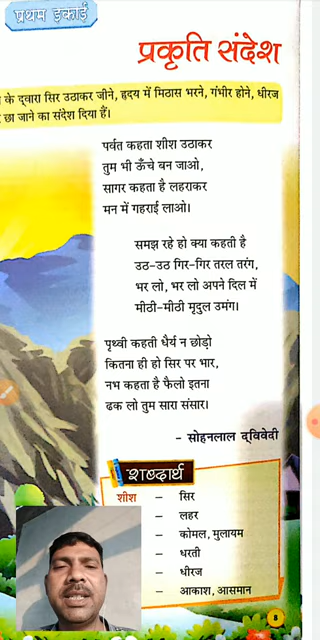 प्रथम इकाई
प्रकृति संदेश
के द्वारा सिर उठाकर जीने, हृदय में मिठास भरने, गंभीर होने, धीरज
छा जाने का संदेश दिया हैं।
पर्वत कहता शीश उठाकर
तुम भी ऊँचे बन जाओ,
सागर कहता है लहराकर
मन में गहराई लाओ।
समझ रहे हो क्या कहती है
उठ-उठ गिर-गिर तरल तरंग,
भर लो, भर लो अपने दिल में
मीठी-मीठी मृदुल उमंग।
पृथ्वी कहती धैर्य न छोड़ो
कितना ही हो सिर पर भार,
नभ कहता है फैलो इतना
ढक लो तुम सारा संसार।
- सोहनलाल द्विवेदी
शब्दार्थ
शीश – सिर
– लहर
– कोमल, मुलायम
– धरती
– धीरज
– आकाश, आसमान
8